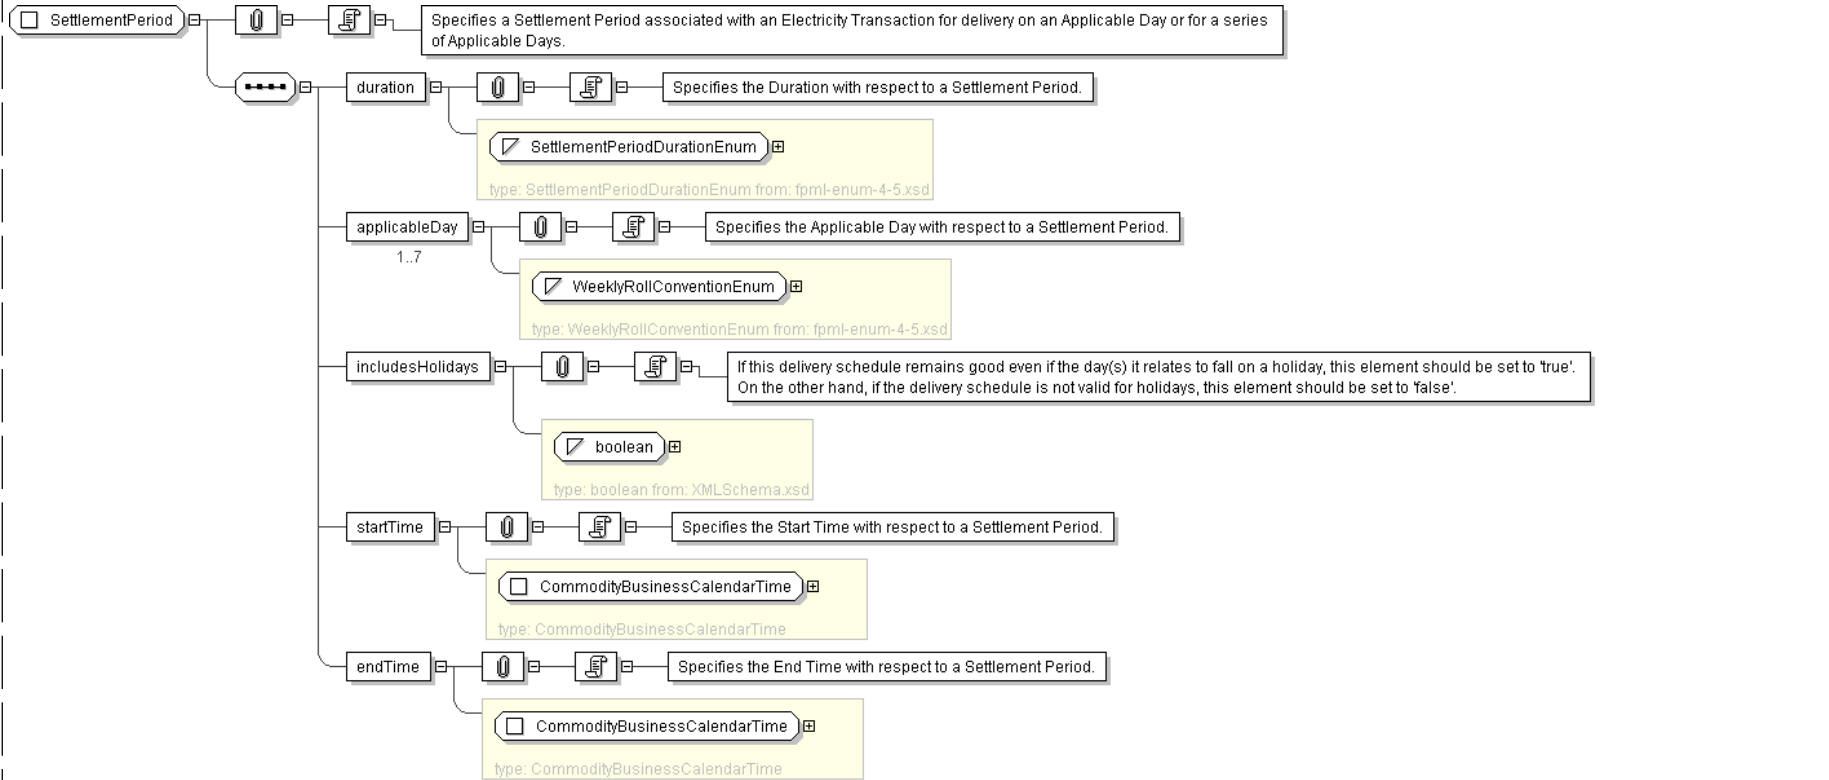 SettlementPeriod
Specifies a Settlement Period associated with an Electricity Transaction for delivery on an Applicable Day or for a series
of Applicable Days.
duration
Specifies the Duration with respect to a Settlement Period.
SettlementPeriodDurationEnum
type: SettlementPeriodDurationEnum from: fpml-enum-4-5.xsd
applicableDay
Specifies the Applicable Day with respect to a Settlement Period.
1..7
WeeklyRollConventionEnum
type: WeeklyRollConventionEnum from: fpml-enum-4-5.xsd
includesHolidays
If this delivery schedule remains good even if the day(s) it relates to fall on a holiday, this element should be set to 'true'.
On the other hand, if the delivery schedule is not valid for holidays, this element should be set to 'false'.
boolean
type: boolean from: XMLSchema.xsd
startTime
Specifies the Start Time with respect to a Settlement Period.
CommodityBusinessCalendarTime
type: CommodityBusinessCalendarTime
endTime
Specifies the End Time with respect to a Settlement Period.
CommodityBusinessCalendarTime
type: CommodityBusinessCalendarTime